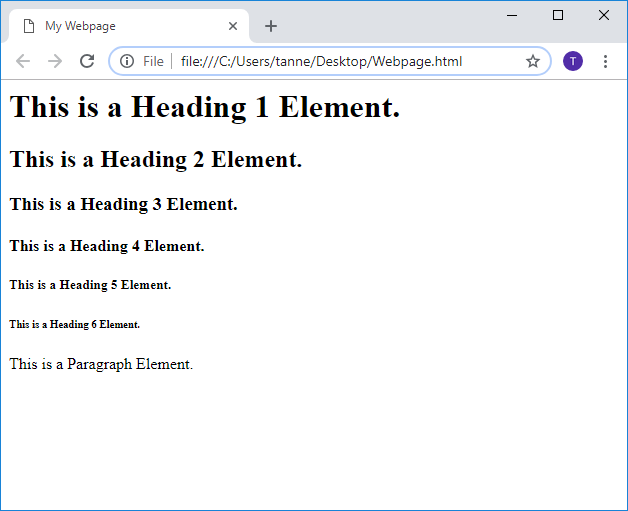 My Webpage
File file:///C:/Users/tanne/Desktop/Webpage.html T
This is a Heading 1 Element.
This is a Heading 2 Element.
This is a Heading 3 Element.
This is a Heading 4 Element.
This is a Heading 5 Element.
This is a Heading 6 Element.
This is a Paragraph Element.